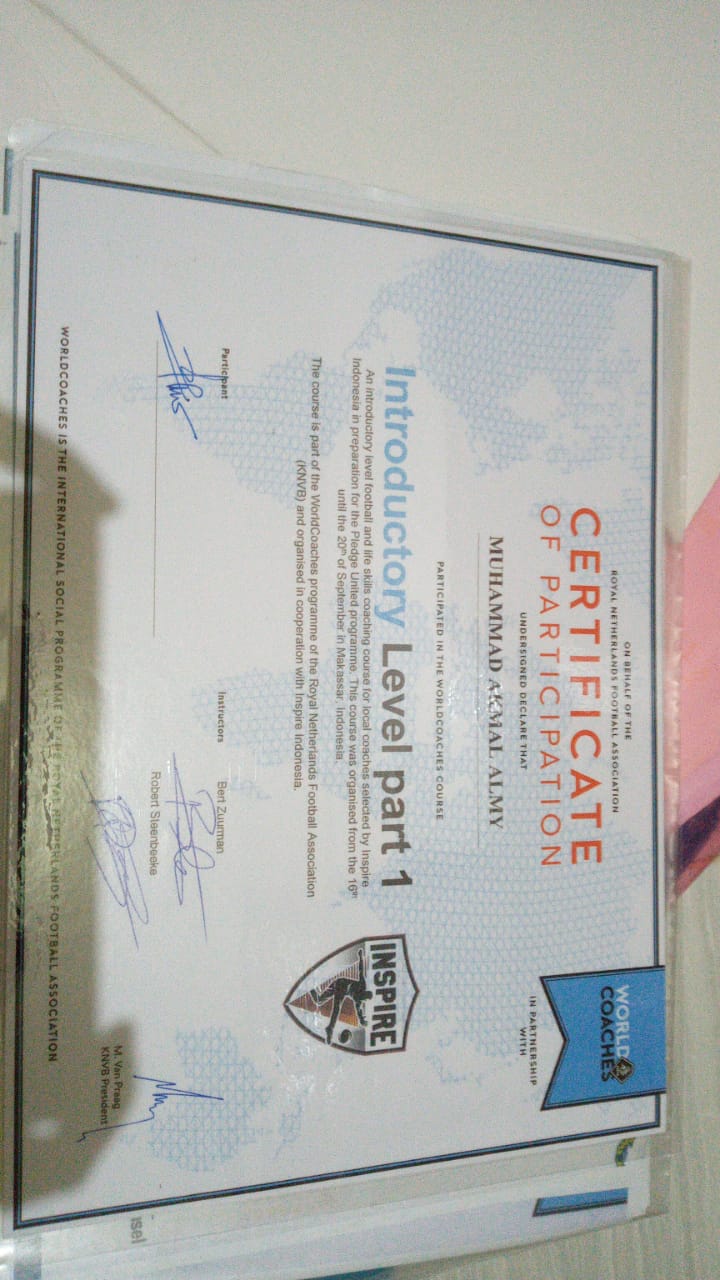 ON BEHALF OF THE
ROYAL NETHERLANDS FOOTBALL ASSOCIATION
CERTIFICATE
OF PARTICIPATION
UNDERSIGNED DECLARE THAT
MUHAMMAD AKMAL ALMY
PARTICIPATED IN THE WORLDCOACHES COURSE
Introductory Level part 1
An introductory level football and life skills coaching course for local coaches selected by Inspire
Indonesia in preparation for the Pledge United programme. This course was organised from the 16th
until the 20th of September in Makassar, Indonesia.
The course is part of the WorldCoaches programme of the Royal Netherlands Football Association
(KNVB) and organised in cooperation with Inspire Indonesia.
WORLD
COACHES
IN PARTNERSHIP
WITH
INSPIRE
Participant
Instructors
Bert Zuurman
Robert Steenbeeke
M. Van Praag
KNVB President
WORLDCOACHES IS THE INTERNATIONAL SOCIAL PROGRAMME OF THE ROYAL NETHERLANDS FOOTBALL ASSOCIATION